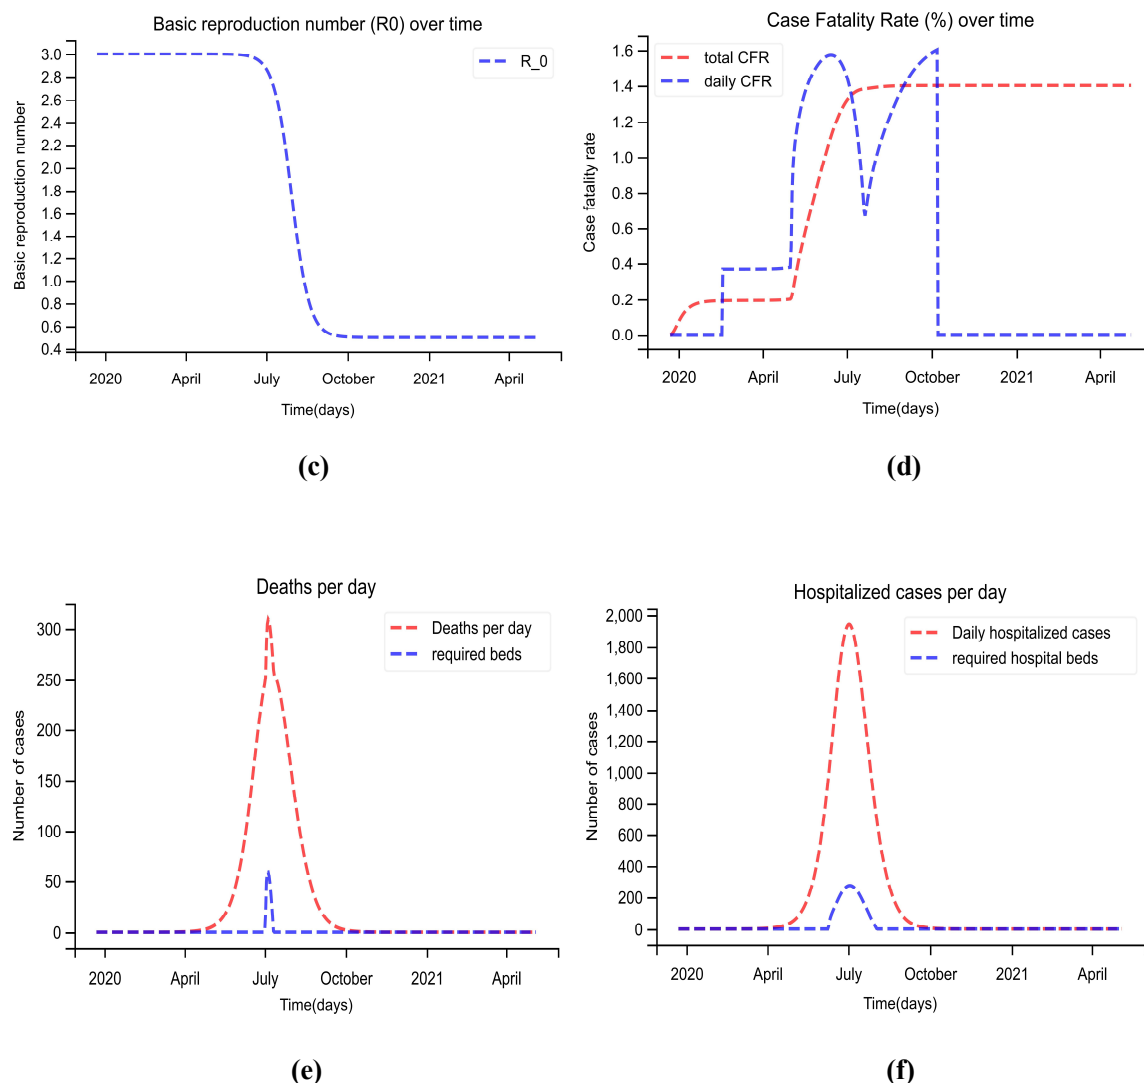 Basic reproduction number (R0) over time
R_0
Basic reproduction number
3.0
2.8
2.6
2.4
2.2
2.0
1.8
1.6
1.4
1.2
1.0
0.8
0.6
0.4
2020 April July October 2021 April
Time(days)
(c)
Case Fatality Rate (%) over time
total CFR
daily CFR
Case fatality rate
1.6
1.4
1.2
1.0
0.8
0.6
0.4
0.2
0.0
2020 April July October 2021 April
Time(days)
(d)
Deaths per day
Deaths per day
required beds
Number of cases
300
250
200
150
100
50
0
2020 April July October 2021 April
Time(days)
(e)
Hospitalized cases per day
Daily hospitalized cases
required hospital beds
Number of cases
2,000
1,800
1,600
1,400
1,200
1,000
800
600
400
200
0
2020 April July October 2021 April
Time(days)
(f)